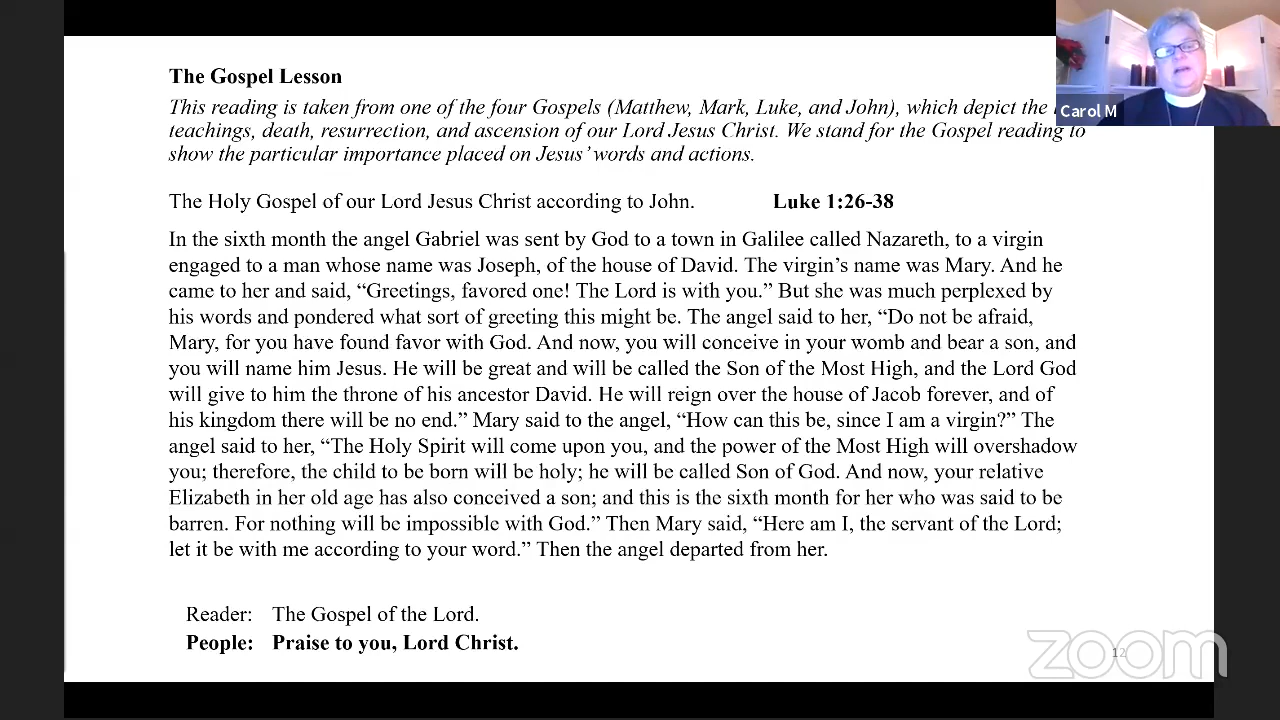 The Gospel Lesson
This reading is taken from one of the four Gospels (Matthew, Mark, Luke, and John), which depict the
teachings, death, resurrection, and ascension of our Lord Jesus Christ. We stand for the Gospel reading to
show the particular importance placed on Jesus’ words and actions.
Carol M
The Holy Gospel of our Lord Jesus Christ according to John. Luke 1:26-38
In the sixth month the angel Gabriel was sent by God to a town in Galilee called Nazareth, to a virgin
engaged to a man whose name was Joseph, of the house of David. The virgin’s name was Mary. And he
came to her and said, “Greetings, favored one! The Lord is with you.” But she was much perplexed by
his words and pondered what sort of greeting this might be. The angel said to her, “Do not be afraid,
Mary, for you have found favor with God. And now, you will conceive in your womb and bear a son, and
you will name him Jesus. He will be great and will be called the Son of the Most High, and the Lord God
will give to him the throne of his ancestor David. He will reign over the house of Jacob forever, and of
his kingdom there will be no end.” Mary said to the angel, “How can this be, since I am a virgin?” The
angel said to her, “The Holy Spirit will come upon you, and the power of the Most High will overshadow
you; therefore, the child to be born will be holy; he will be called Son of God. And now, your relative
Elizabeth in her old age has also conceived a son; and this is the sixth month for her who was said to be
barren. For nothing will be impossible with God.” Then Mary said, “Here am I, the servant of the Lord;
let it be with me according to your word.” Then the angel departed from her.
Reader: The Gospel of the Lord.
People: Praise to you, Lord Christ.
12
zoom